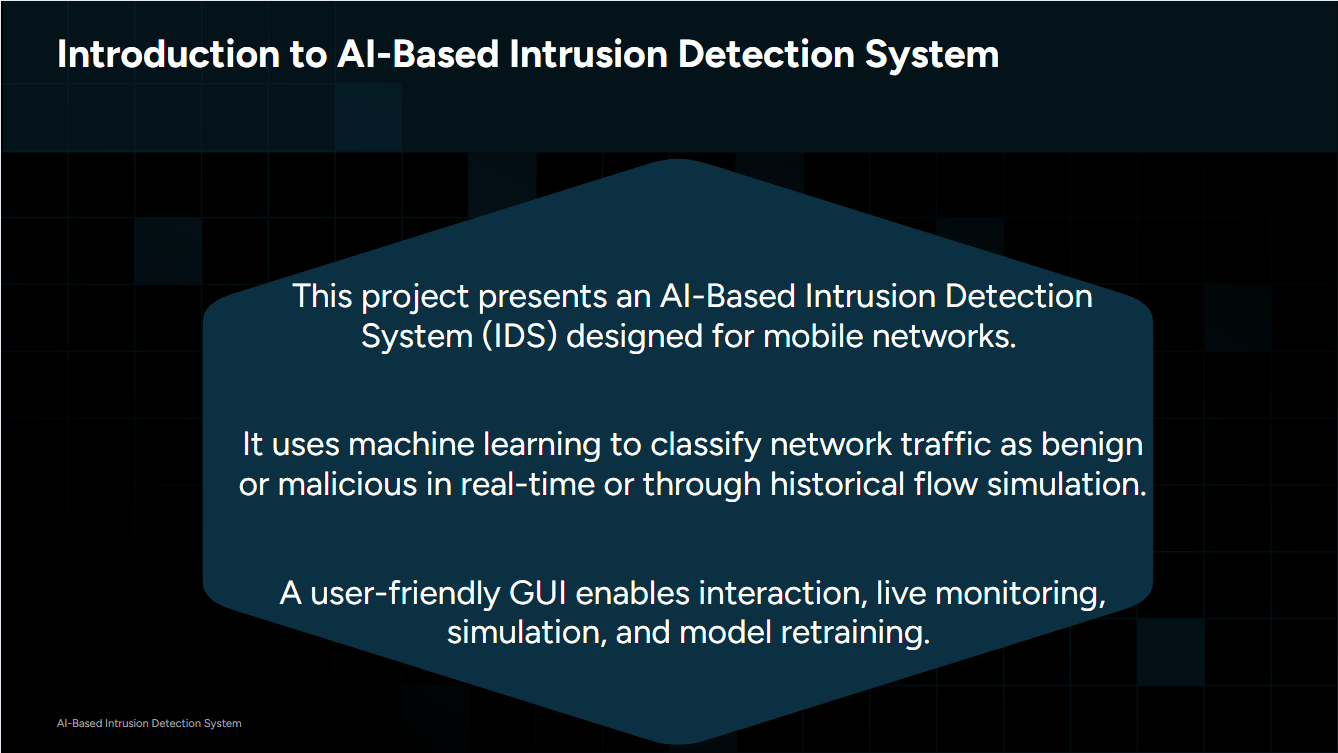 Introduction to AI-Based Intrusion Detection System
This project presents an AI-Based Intrusion Detection
System (IDS) designed for mobile networks.
It uses machine learning to classify network traffic as benign
or malicious in real-time or through historical flow simulation.
A user-friendly GUI enables interaction, live monitoring,
simulation, and model retraining.
AI-Based Intrusion Detection System